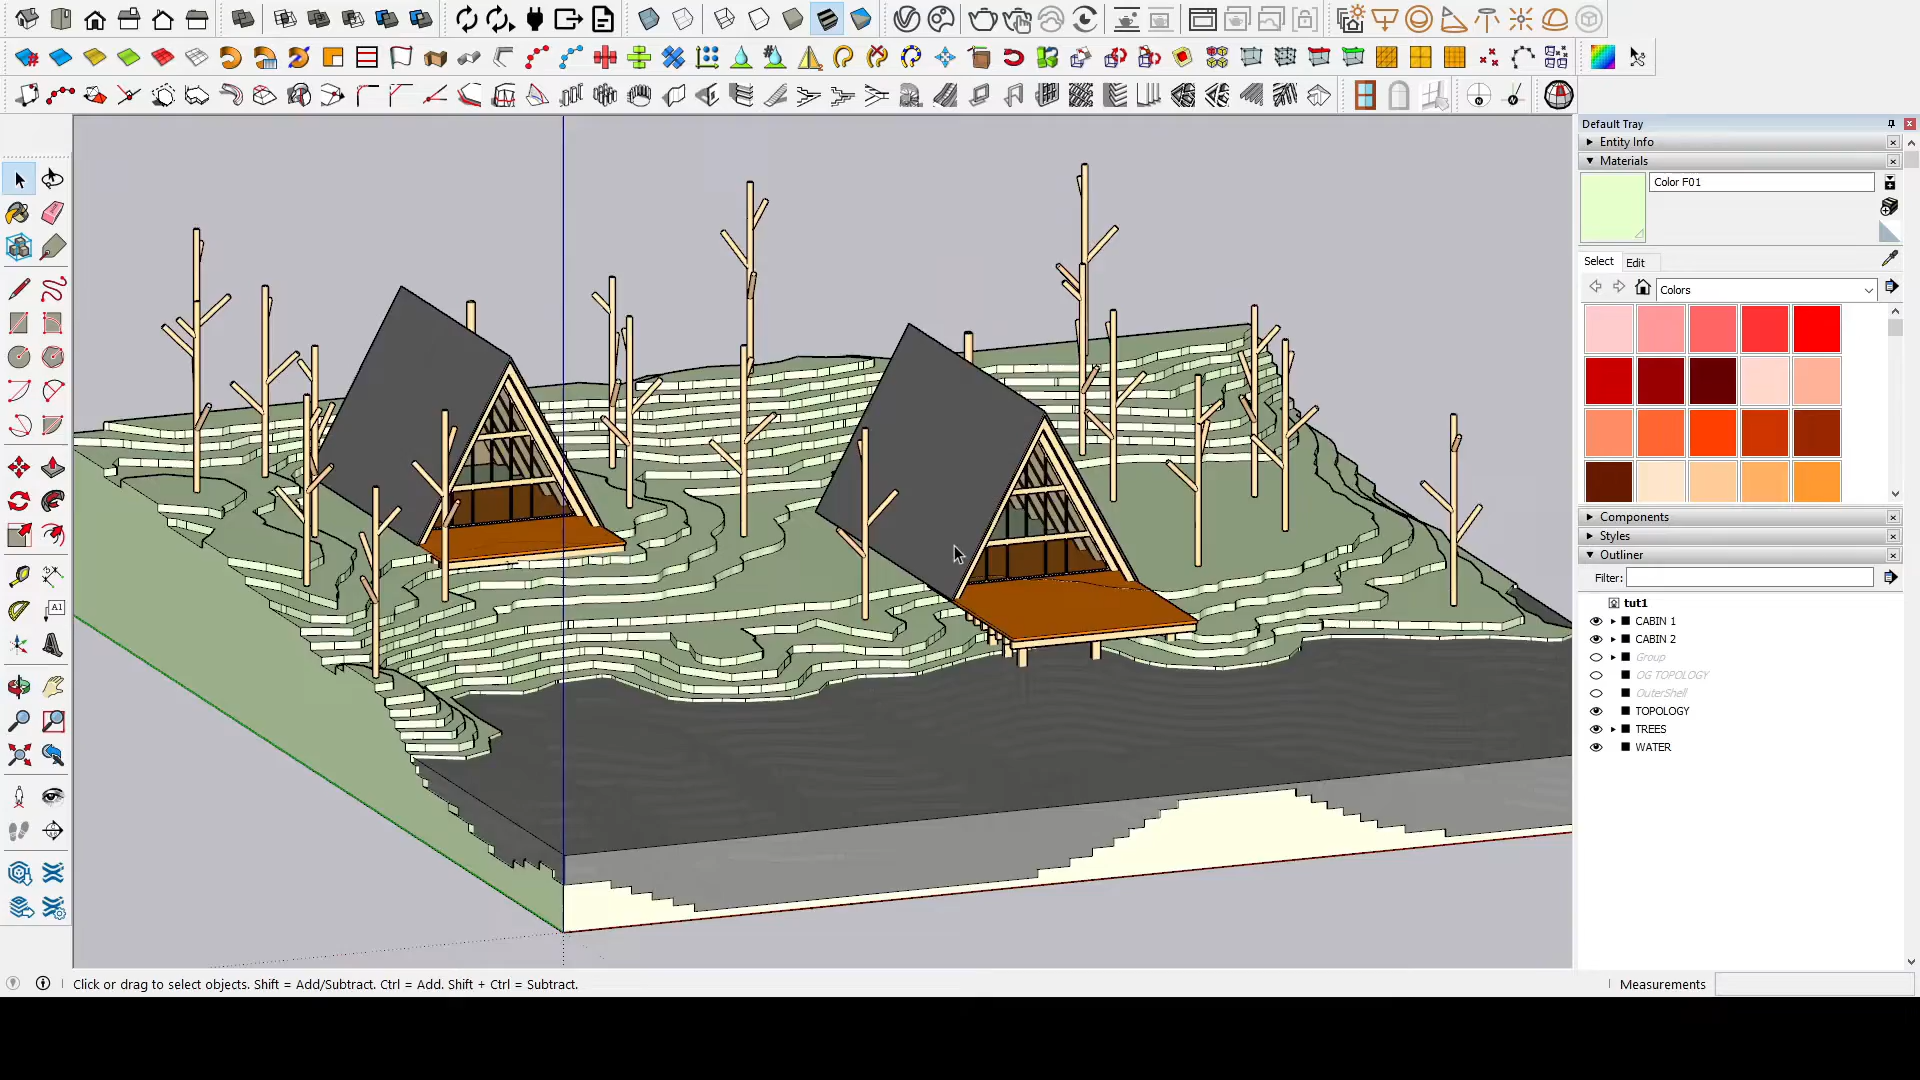 Default Tray
Entity Info
Materials
Color F01
Select
Edit
Colors
Components
Styles
Outliner
Filter:
tut1
CABIN 1
CABIN 2
Group
OG TOPOLOGY
OuterShell
TOPOLOGY
TREES
WATER
A1
Click or drag to select objects. Shift = Add/Subtract. Ctrl = Add. Shift + Ctrl = Subtract.
Measurements